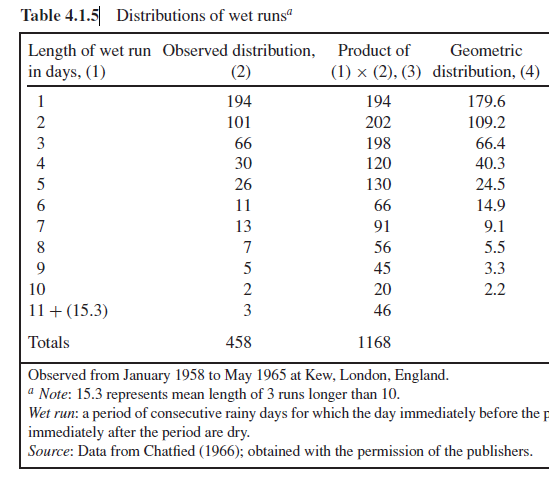 Table 4.1.5 Distributions of wet runsᵃ
Length of wet run Observed distribution, Product of Geometric
in days, (1) (2) (1) × (2), (3) distribution, (4)
1 194 194 179.6
2 101 202 109.2
3 66 198 66.4
4 30 120 40.3
5 26 130 24.5
6 11 66 14.9
7 13 91 9.1
8 7 56 5.5
9 5 45 3.3
10 2 20 2.2
11 + (15.3) 3 46
Totals 458 1168
Observed from January 1958 to May 1965 at Kew, London, England.
ᵃ Note: 15.3 represents mean length of 3 runs longer than 10.
Wet run: a period of consecutive rainy days for which the day immediately before the
immediately after the period are dry.
Source: Data from Chatfied (1966); obtained with the permission of the publishers.